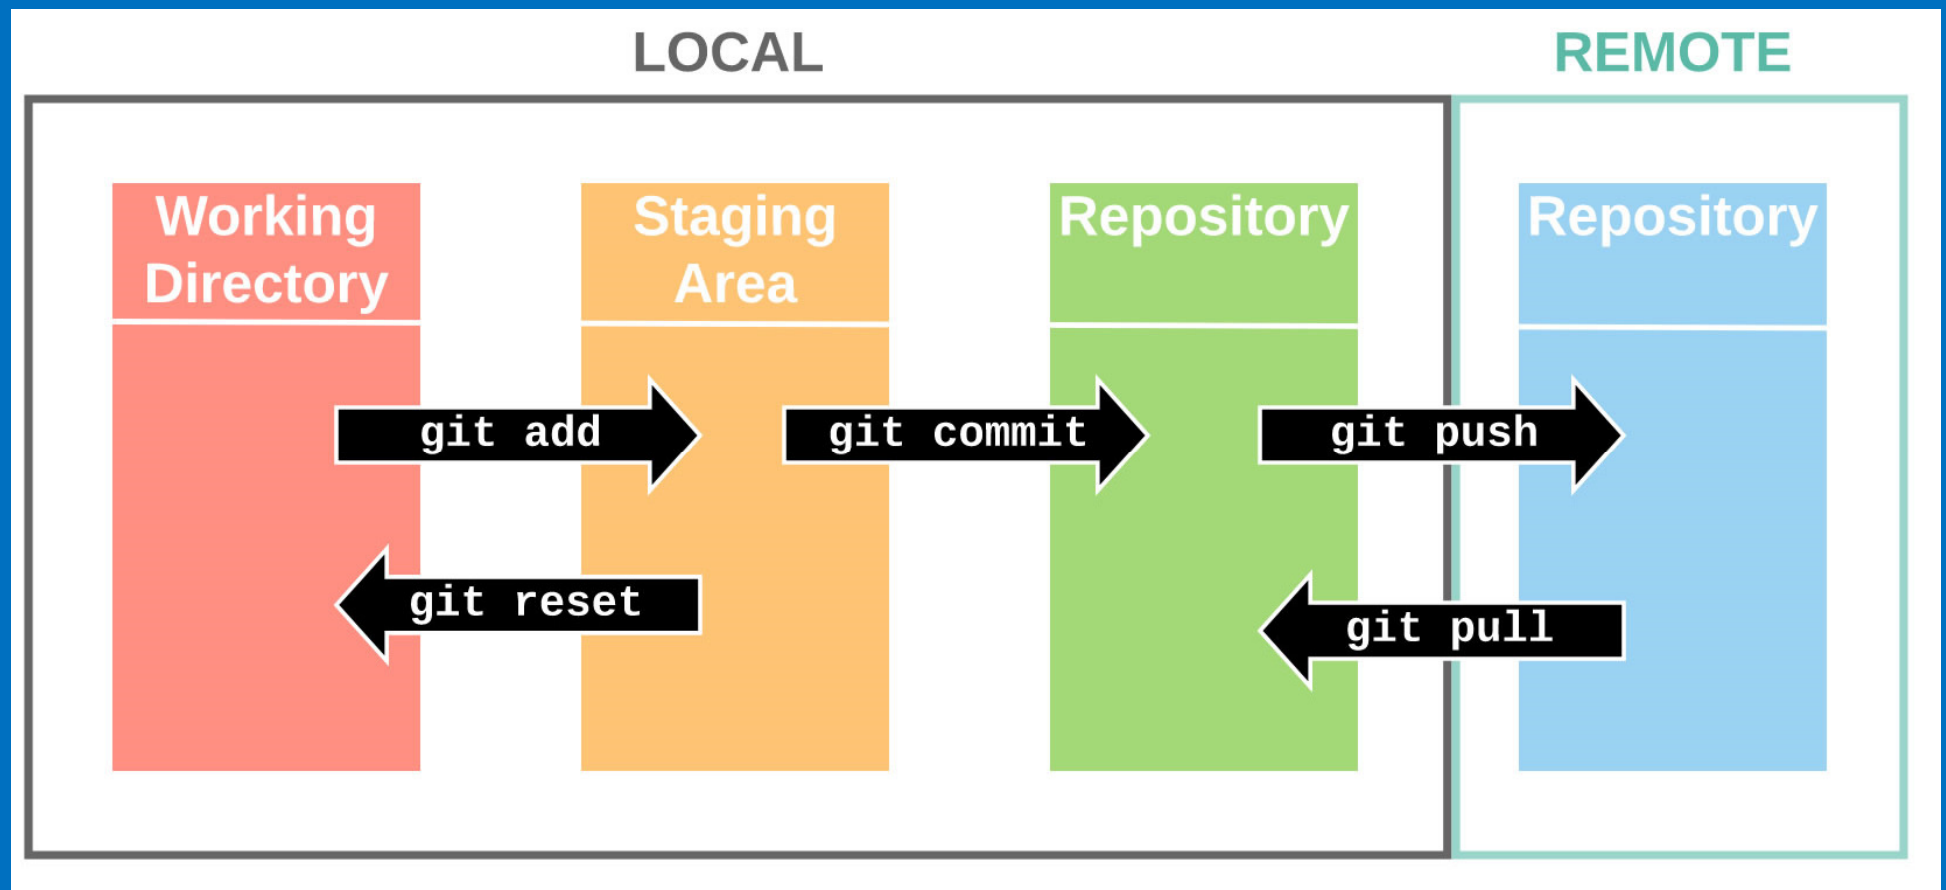 LOCAL
REMOTE
Working
Directory
Staging
Area
Repository
Repository
git add
git commit
git push
git reset
git pull